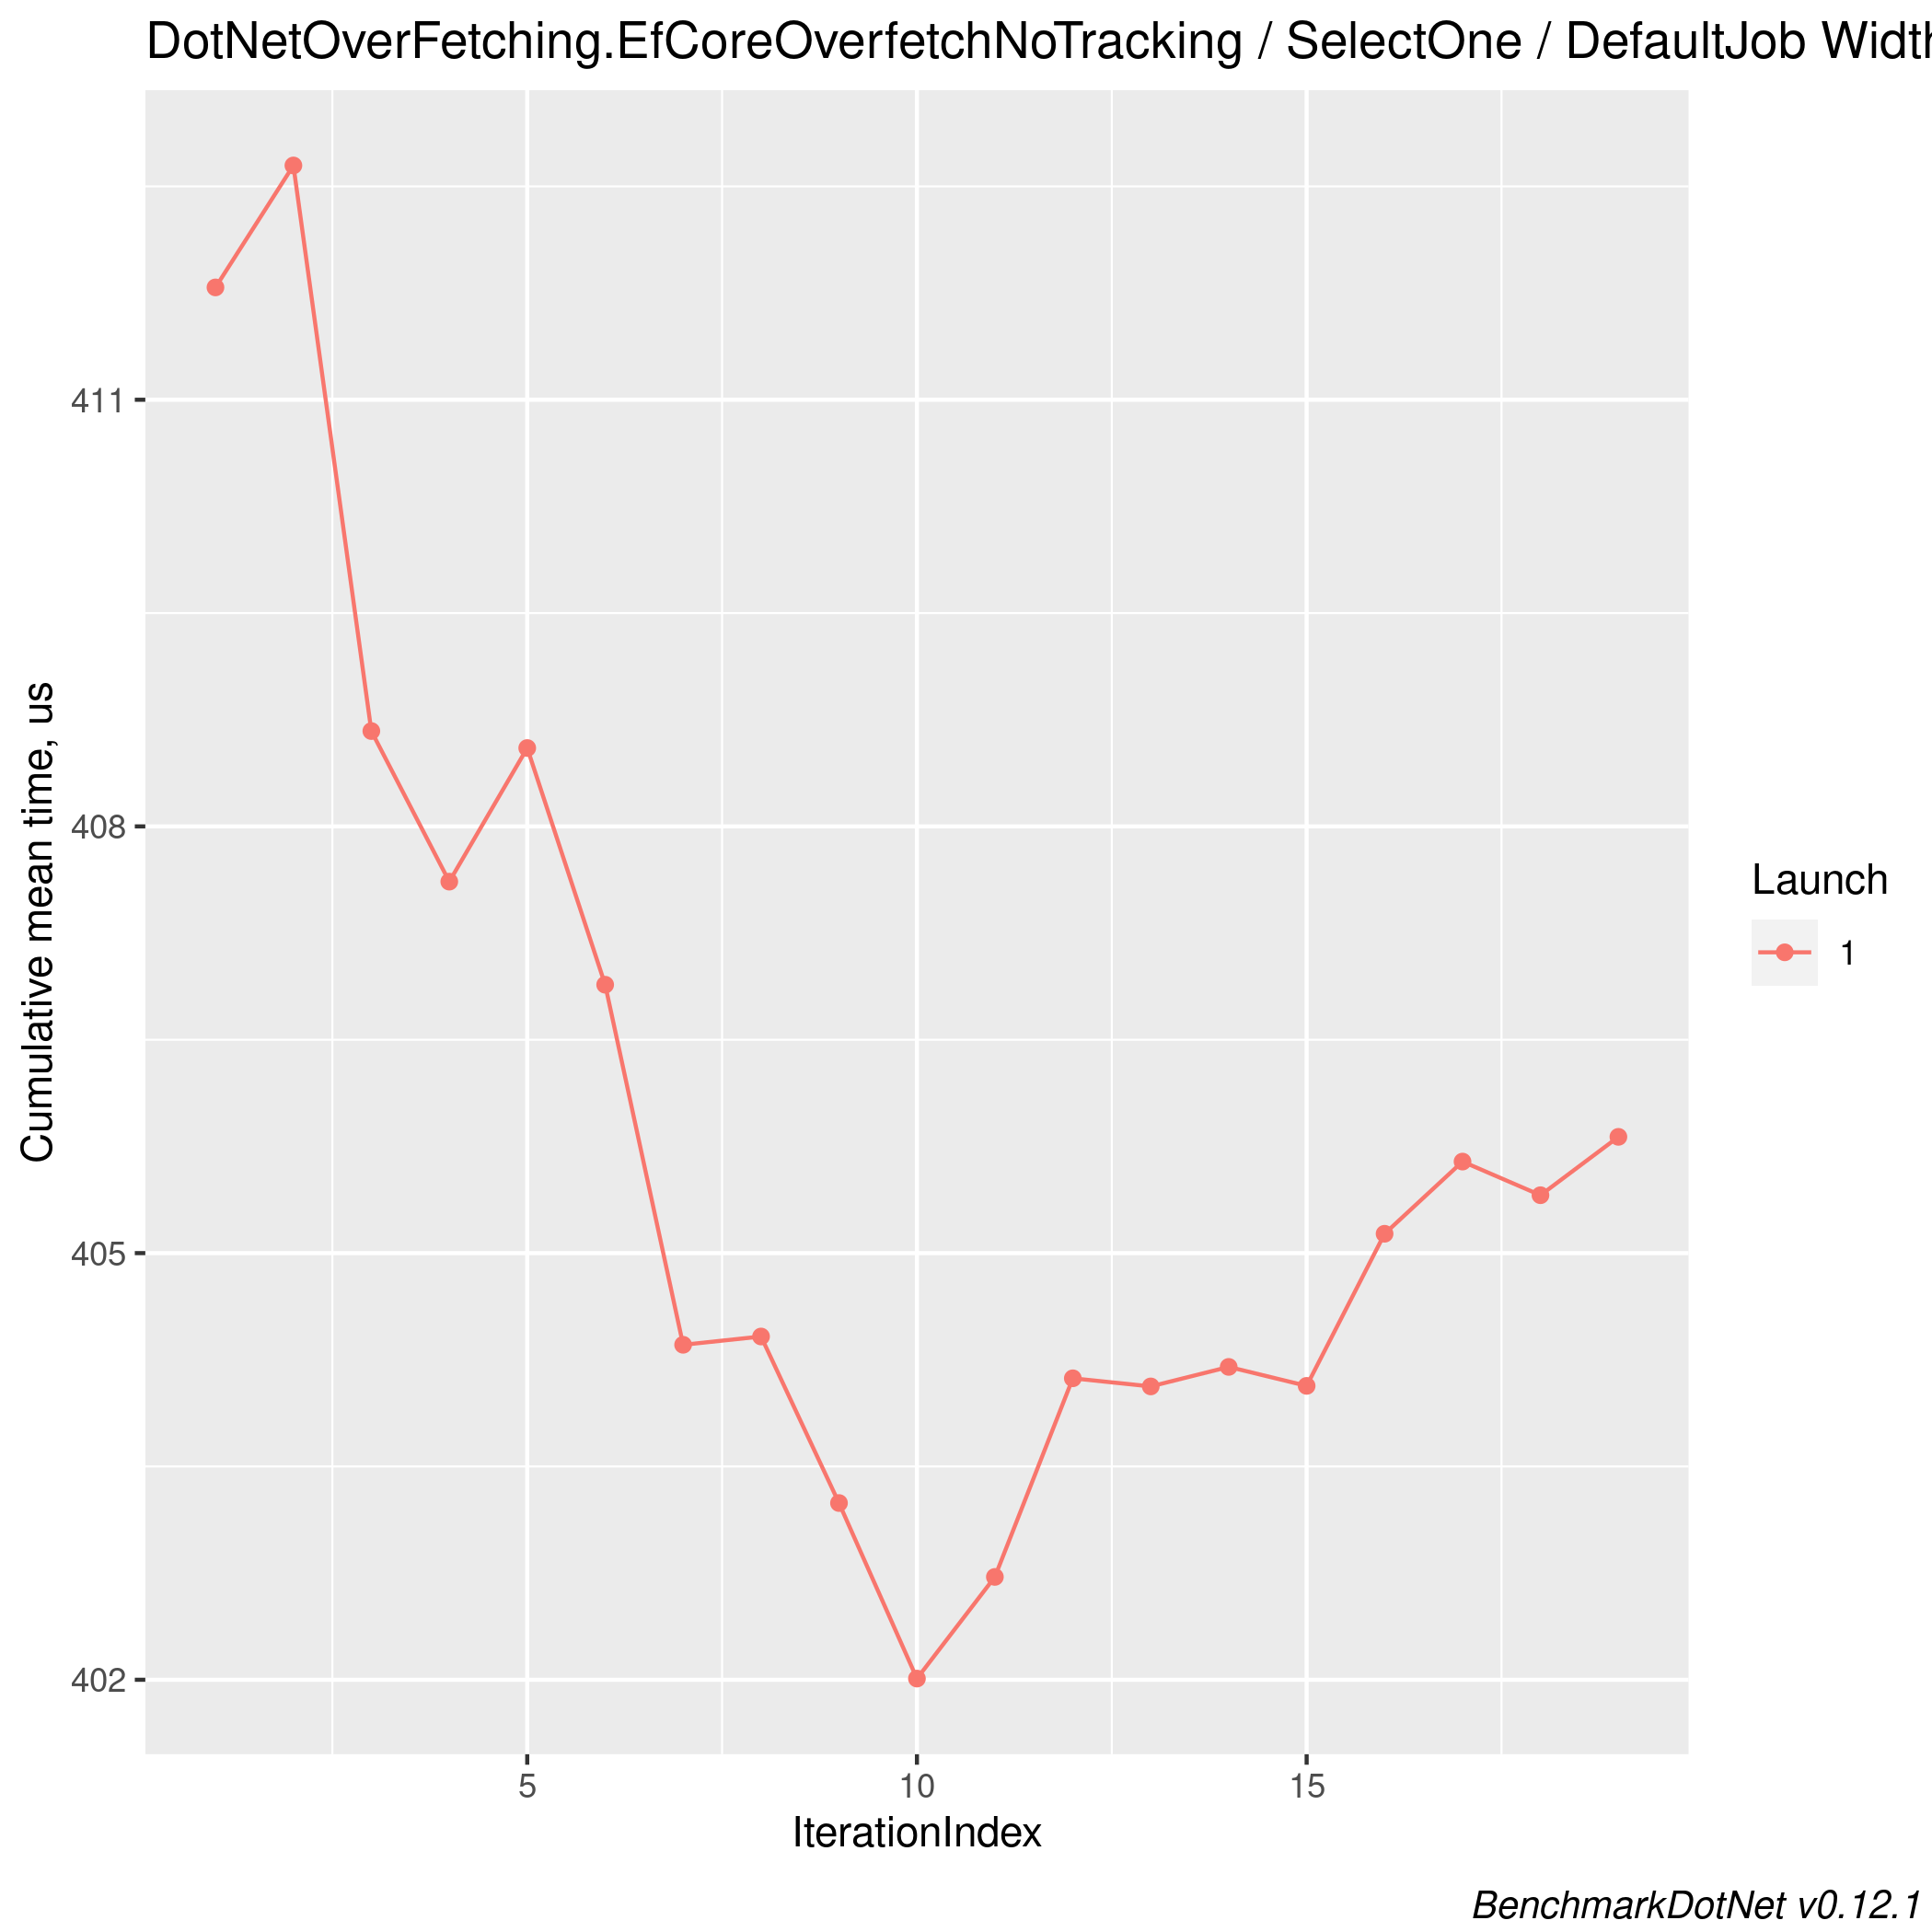 DotNetOverFetching.EfCoreOverfetchNoTracking / SelectOne / DefaultJob Width
411
408
405
402
Cumulative mean time, us
5 10 15
IterationIndex
Launch
1
BenchmarkDotNet v0.12.1